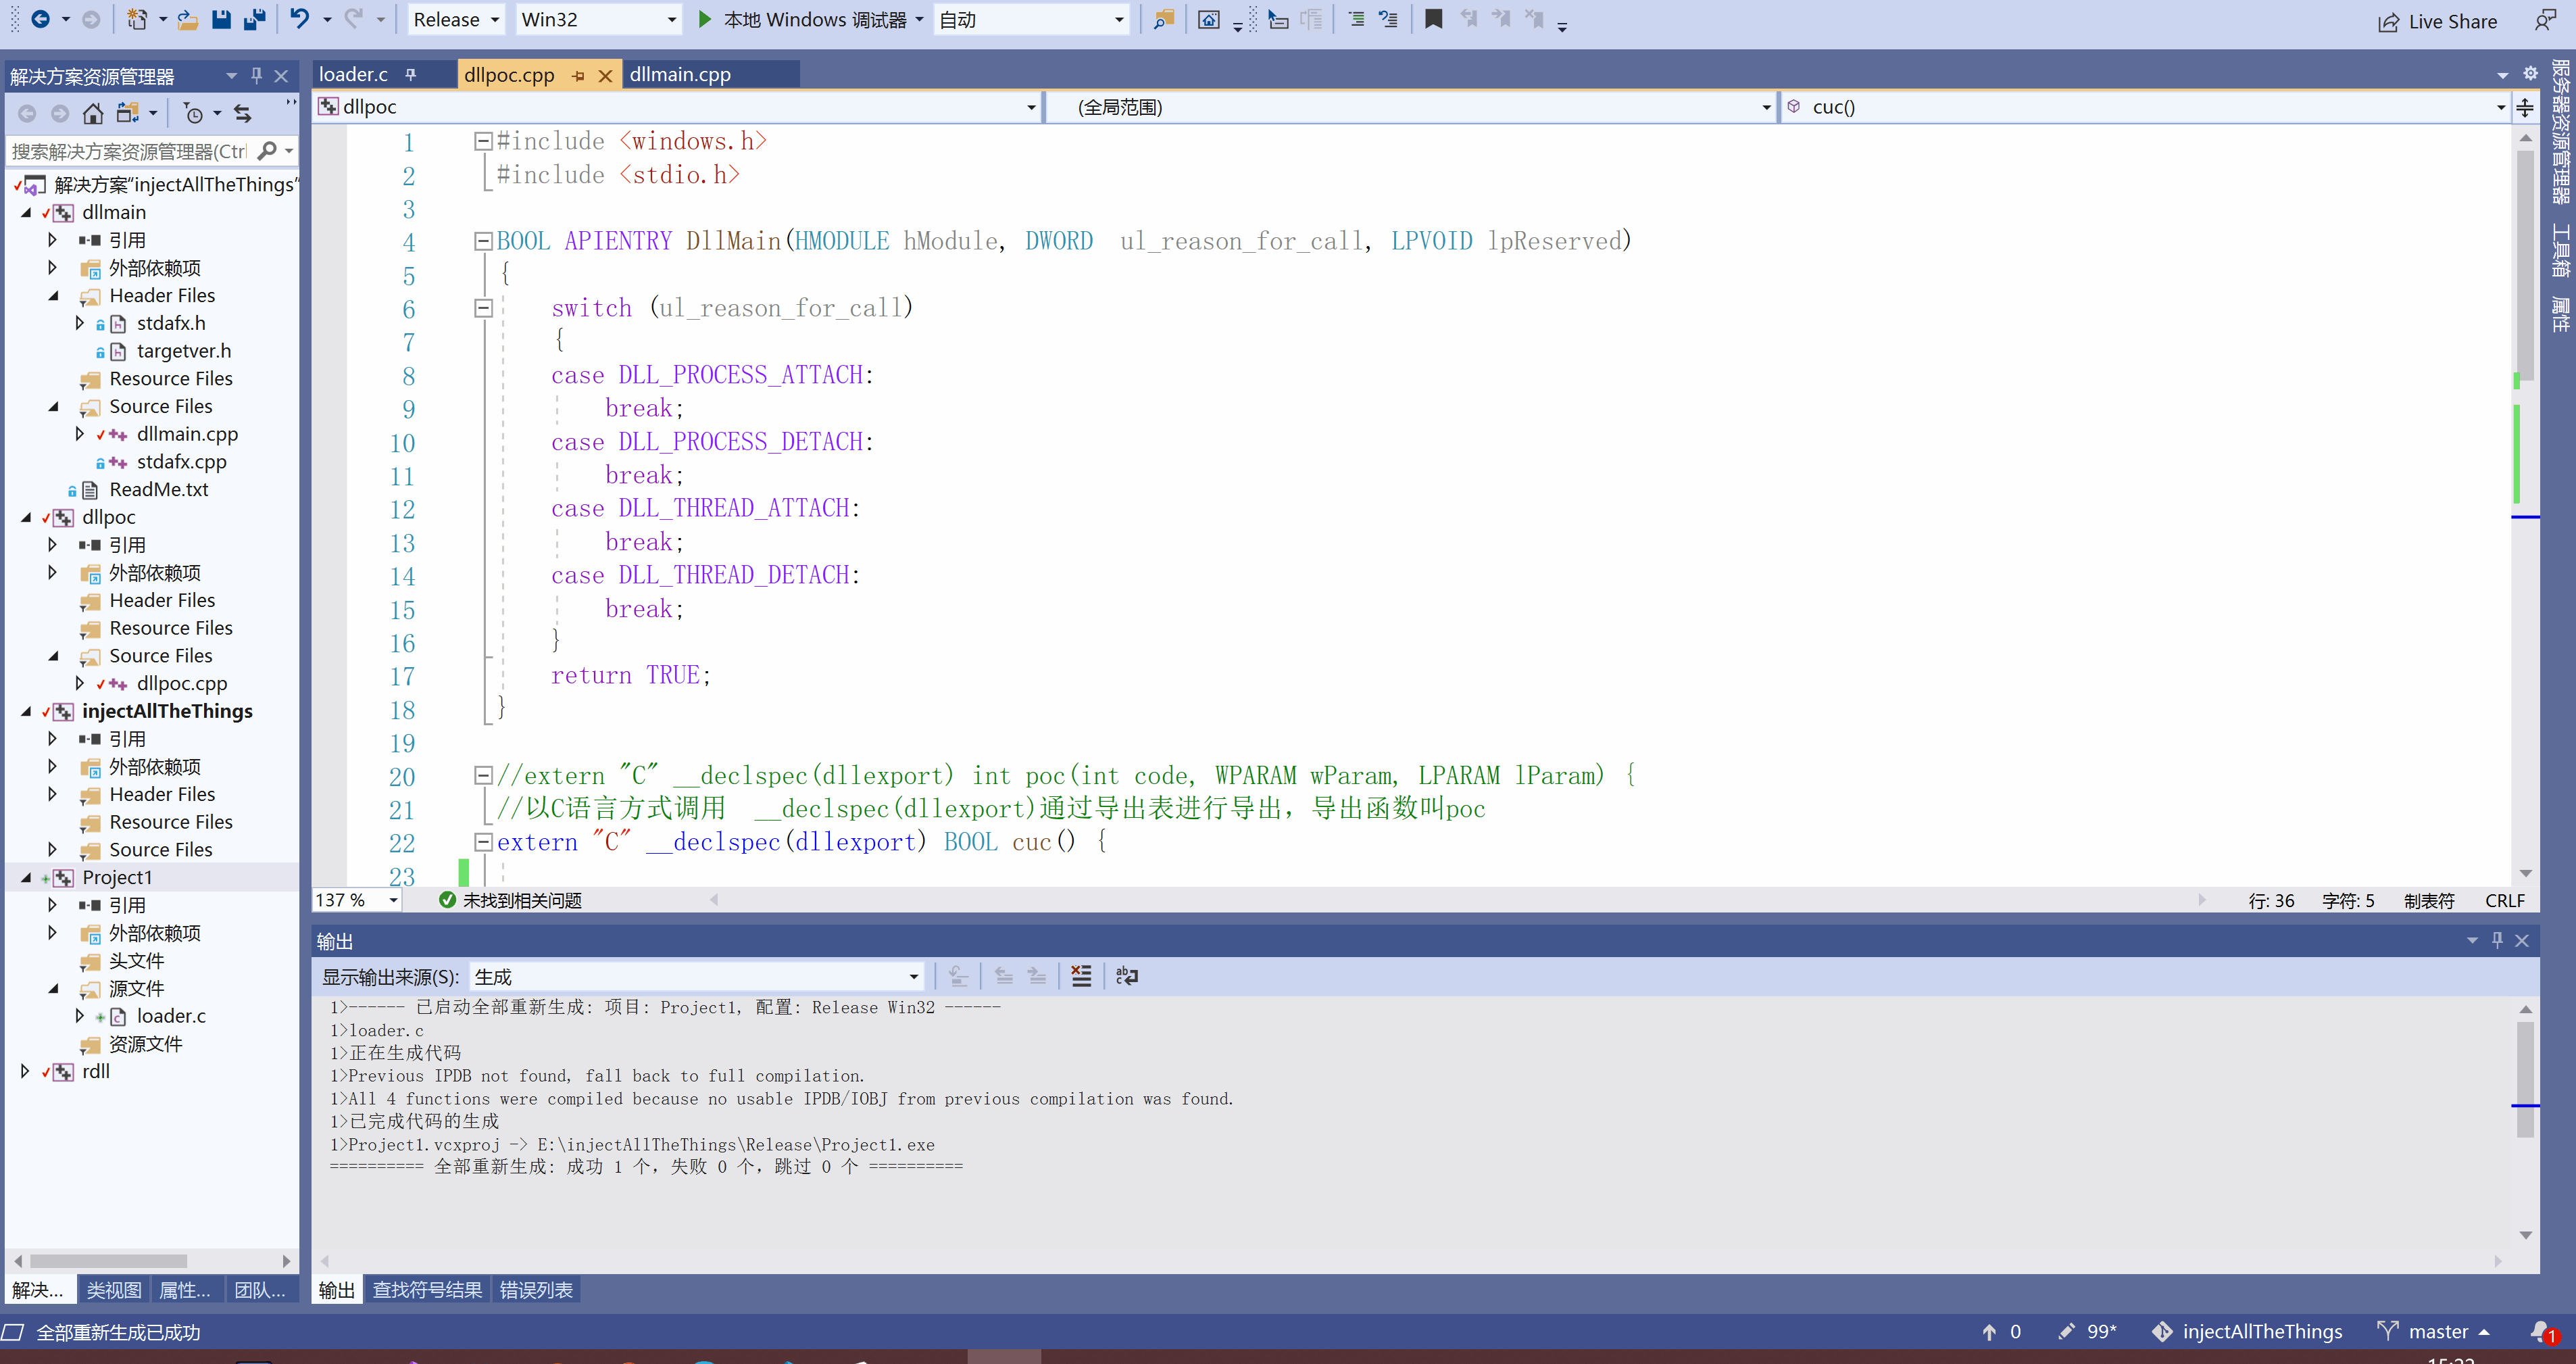 Release
Win32
本地 Windows 调试器
自动
Live Share
解决方案资源管理器
搜索解决方案资源管理器(Ctrl
解决方案"injectAllTheThings"
dllmain
引用
外部依赖项
Header Files
stdafx.h
targetver.h
Resource Files
Source Files
dllmain.cpp
stdafx.cpp
ReadMe.txt
dllpoc
引用
外部依赖项
Header Files
Resource Files
Source Files
dllpoc.cpp
injectAllTheThings
引用
外部依赖项
Header Files
Resource Files
Source Files
Project1
引用
外部依赖项
头文件
源文件
loader.c
资源文件
rdll
解决...
类视图
属性...
团队...
loader.c
dllpoc.cpp
dllmain.cpp
dllpoc
(全局范围)
cuc()
1 #include <windows.h>
2 #include <stdio.h>
3
4 BOOL APIENTRY DllMain(HMODULE hModule, DWORD  ul_reason_for_call, LPVOID lpReserved)
5 {
6 switch (ul_reason_for_call)
7 {
8 case DLL_PROCESS_ATTACH:
9 break;
10 case DLL_PROCESS_DETACH:
11 break;
12 case DLL_THREAD_ATTACH:
13 break;
14 case DLL_THREAD_DETACH:
15 break;
16 }
17 return TRUE;
18 }
19
20 //extern "C" __declspec(dllexport) int poc(int code, WPARAM wParam, LPARAM lParam) {
21 //以C语言方式调用  __declspec(dllexport)通过导出表进行导出，导出函数叫poc
22 extern "C" __declspec(dllexport) BOOL cuc() {
23
137 %
未找到相关问题
行: 36
字符: 5
制表符
CRLF
服务器资源管理器
工具箱
属性
输出
显示输出来源(S):
生成
1>------ 已启动全部重新生成: 项目: Project1, 配置: Release Win32 ------
1>loader.c
1>正在生成代码
1>Previous IPDB not found, fall back to full compilation.
1>All 4 functions were compiled because no usable IPDB/IOBJ from previous compilation was found.
1>已完成代码的生成
1>Project1.vcxproj -> E:\injectAllTheThings\Release\Project1.exe
========== 全部重新生成: 成功 1 个，失败 0 个，跳过 0 个 ==========
输出
查找符号结果
错误列表
全部重新生成已成功
0
99*
injectAllTheThings
master
1